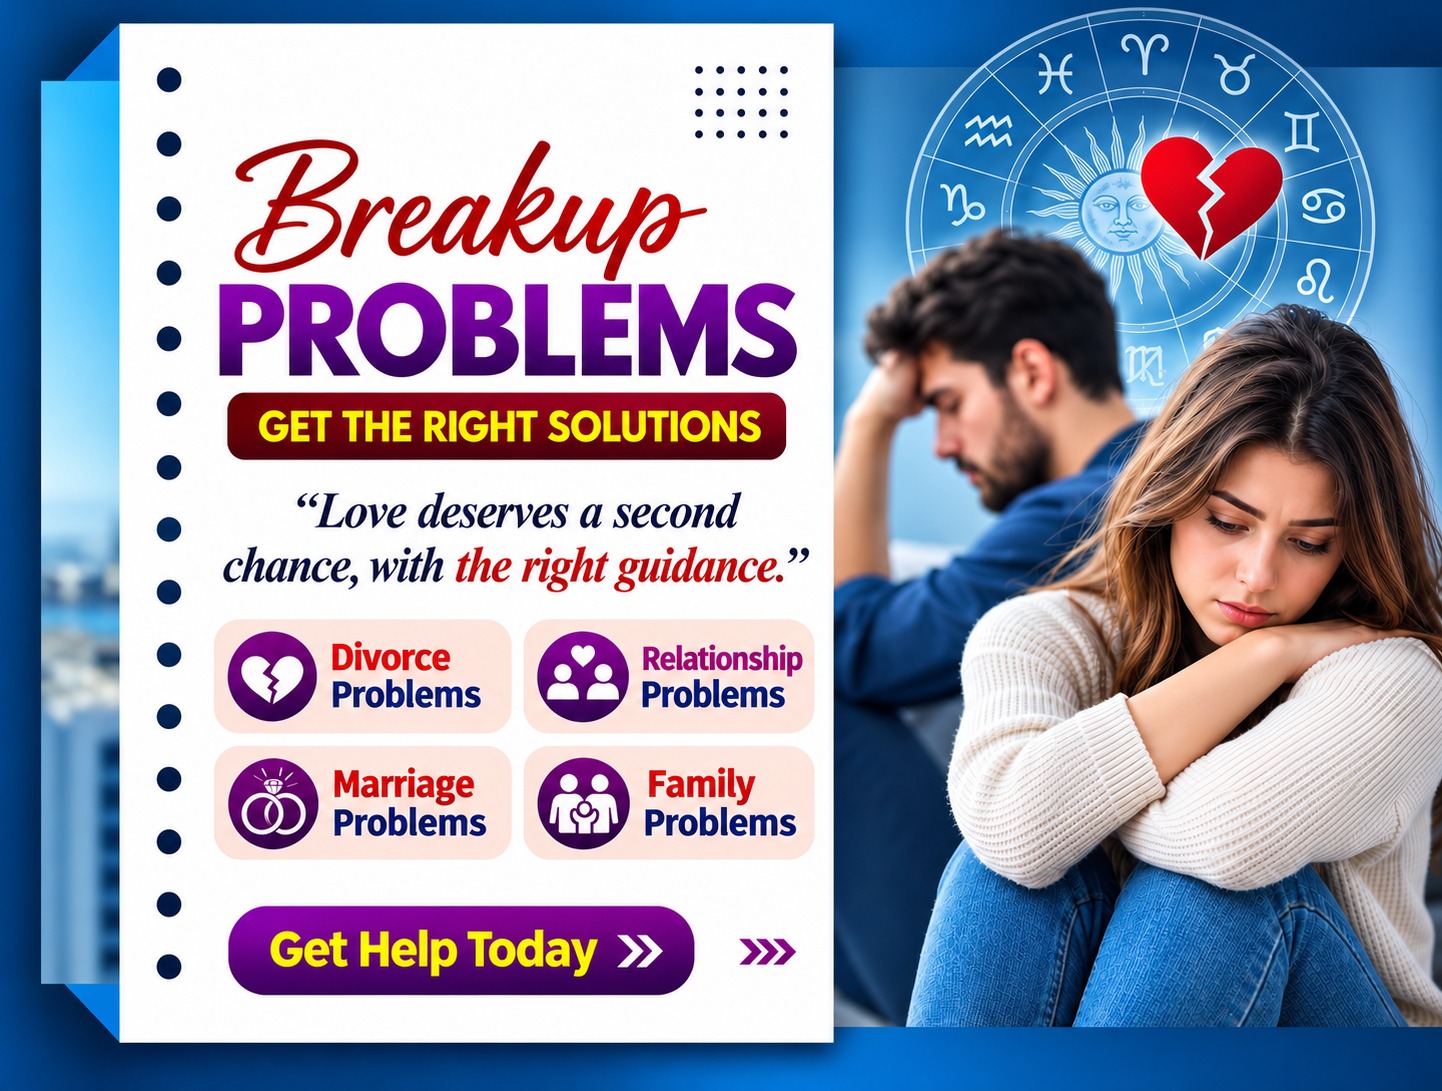 Breakup
PROBLEMS
GET THE RIGHT SOLUTIONS
“Love deserves a second
chance, with the right guidance.”
Divorce
Problems
Relationship
Problems
Marriage
Problems
Family
Problems
Get Help Today